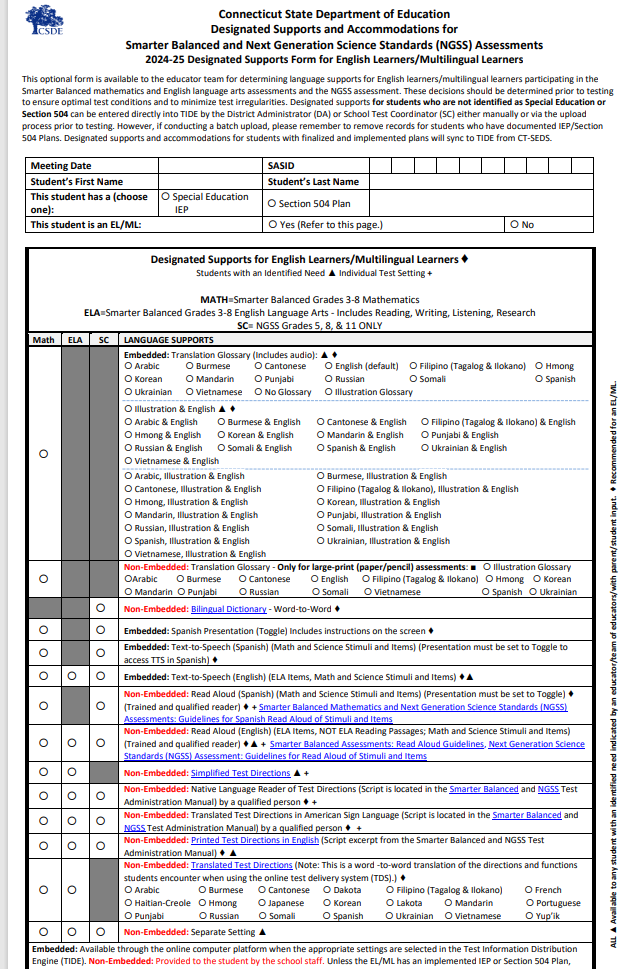 CSDE
Connecticut State Department of Education
Designated Supports and Accommodations for
Smarter Balanced and Next Generation Science Standards (NGSS) Assessments
2024-25 Designated Supports Form for English Learners/Multilingual Learners
This optional form is available to the educator team for determining language supports for English learners/multilingual learners participating in the
Smarter Balanced mathematics and English language arts assessments and the NGSS assessment. These decisions should be determined prior to testing
to ensure optimal test conditions and to minimize test irregularities. Designated supports for students who are not identified as Special Education or
Section 504 can be entered directly into TIDE by the District Administrator (DA) or School Test Coordinator (SC) either manually or via the upload
process prior to testing. However, if conducting a batch upload, please remember to remove records for students who have documented IEP/Section
504 Plans. Designated supports and accommodations for students with finalized and implemented plans will sync to TIDE from CT-SEDS.
Meeting Date SASID
Student's First Name Student's Last Name
This student has a (choose one): ○ Special Education IEP ○ Section 504 Plan
This student is an EL/ML: ○ Yes (Refer to this page.) ○ No
Designated Supports for English Learners/Multilingual Learners ♦
Students with an Identified Need ▲ Individual Test Setting +
MATH=Smarter Balanced Grades 3-8 Mathematics
ELA=Smarter Balanced Grades 3-8 English Language Arts - Includes Reading, Writing, Listening, Research
SC= NGSS Grades 5, 8, & 11 ONLY
Math ELA SC LANGUAGE SUPPORTS
Embedded: Translation Glossary (Includes audio): ▲ ♦
○ Arabic ○ Burmese ○ Cantonese ○ English (default) ○ Filipino (Tagalog & Ilokano) ○ Hmong
○ Korean ○ Mandarin ○ Punjabi ○ Russian ○ Somali ○ Spanish
○ Ukrainian ○ Vietnamese ○ No Glossary ○ Illustration Glossary
○ Illustration & English ▲ ♦
○ Arabic & English ○ Burmese & English ○ Cantonese & English ○ Filipino (Tagalog & Ilokano) & English
○ Hmong & English ○ Korean & English ○ Mandarin & English ○ Punjabi & English
○ Russian & English ○ Somali & English ○ Spanish & English ○ Ukrainian & English
○ Vietnamese & English
○ Arabic, Illustration & English ○ Burmese, Illustration & English
○ Cantonese, Illustration & English ○ Filipino (Tagalog & Ilokano), Illustration & English
○ Hmong, Illustration & English ○ Korean, Illustration & English
○ Mandarin, Illustration & English ○ Punjabi, Illustration & English
○ Russian, Illustration & English ○ Somali, Illustration & English
○ Spanish, Illustration & English ○ Ukrainian, Illustration & English
○ Vietnamese, Illustration & English
Non-Embedded: Translation Glossary - Only for large-print (paper/pencil) assessments: ■ ○ Illustration Glossary
○Arabic ○ Burmese ○ Cantonese ○ English ○ Filipino (Tagalog & Ilokano) ○ Hmong ○ Korean
○ Mandarin ○ Punjabi ○ Russian ○ Somali ○ Vietnamese ○ Spanish ○ Ukrainian
Non-Embedded: Bilingual Dictionary - Word-to-Word ♦
Embedded: Spanish Presentation (Toggle) Includes instructions on the screen ♦
Embedded: Text-to-Speech (Spanish) (Math and Science Stimuli and Items) (Presentation must be set to Toggle to
access TTS in Spanish) ♦
Embedded: Text-to-Speech (English) (ELA Items, Math and Science Stimuli and Items) ♦▲
Non-Embedded: Read Aloud (Spanish) (Math and Science Stimuli and Items) (Presentation must be set to Toggle) ♦
(Trained and qualified reader) ♦ + Smarter Balanced Mathematics and Next Generation Science Standards (NGSS)
Assessments: Guidelines for Spanish Read Aloud of Stimuli and Items
Non-Embedded: Read Aloud (English) (ELA Items, NOT ELA Reading Passages; Math and Science Stimuli and Items)
(Trained and qualified reader) ♦▲ + Smarter Balanced Assessments: Read Aloud Guidelines, Next Generation Science
Standards (NGSS) Assessment: Guidelines for Read Aloud of Stimuli and Items
Non-Embedded: Simplified Test Directions ▲ +
Non-Embedded: Native Language Reader of Test Directions (Script is located in the Smarter Balanced and NGSS Test
Administration Manual) by a qualified person ♦ +
Non-Embedded: Translated Test Directions in American Sign Language (Script is located in the Smarter Balanced and
NGSS Test Administration Manual) by a qualified person ♦ +
Non-Embedded: Printed Test Directions in English (Script excerpt from the Smarter Balanced and NGSS Test
Administration Manual) ♦ ▲
Non-Embedded: Translated Test Directions (Note: This is a word -to-word translation of the directions and functions
students encounter when using the online test delivery system (TDS).) ♦
○ Arabic ○ Burmese ○ Cantonese ○ Dakota ○ Filipino (Tagalog & Ilokano) ○ French
○ Haitian-Creole ○ Hmong ○ Japanese ○ Korean ○ Lakota ○ Mandarin ○ Portuguese
○ Punjabi ○ Russian ○ Somali ○ Spanish ○ Ukrainian ○ Vietnamese ○ Yup'ik
Non-Embedded: Separate Setting ▲
Embedded: Available through the online computer platform when the appropriate settings are selected in the Test Information Distribution
Engine (TIDE). Non-Embedded: Provided to the student by the school staff. Unless the EL/ML has an implemented IEP or Section 504 Plan,
ALL ▲ Available to any student with an identified need indicated by an educator/team of educators/with parent/student input. ♦ Recommended for an EL/ML.